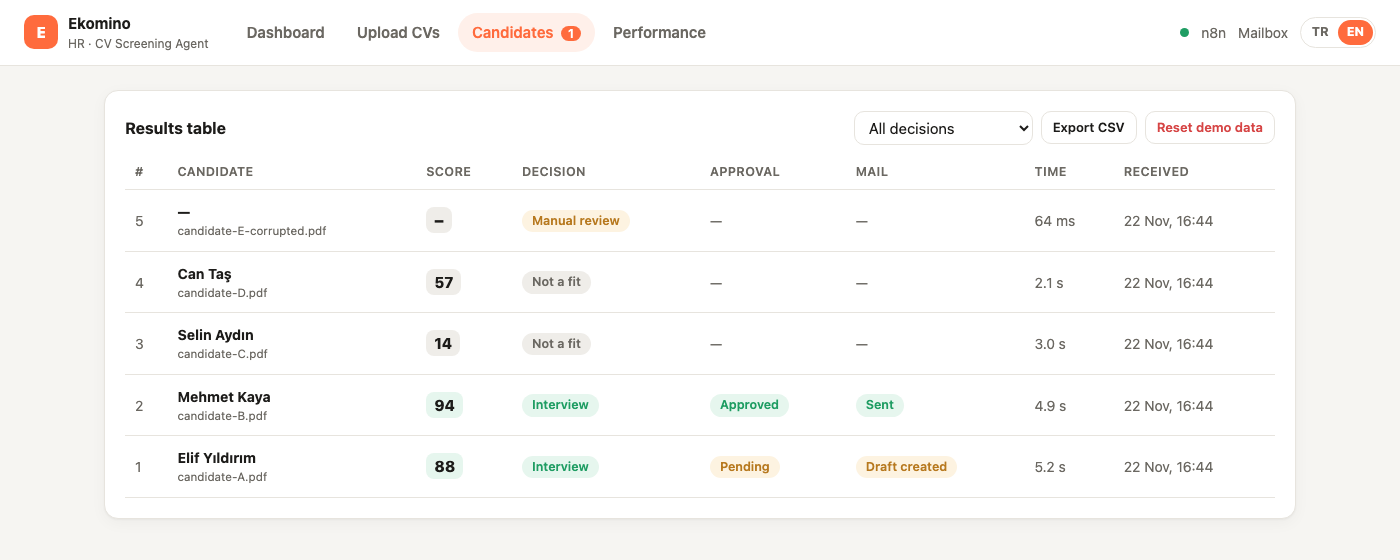 E
Ekomino
HR · CV Screening Agent
Dashboard
Upload CVs
Candidates 1
Performance
n8n
Mailbox
TR EN
Results table
All decisions
Export CSV
Reset demo data
# CANDIDATE SCORE DECISION APPROVAL MAIL TIME RECEIVED
5 — – Manual review — — 64 ms 22 Nov, 16:44
candidate-E-corrupted.pdf
4 Can Taş 57 Not a fit — — 2.1 s 22 Nov, 16:44
candidate-D.pdf
3 Selin Aydın 14 Not a fit — — 3.0 s 22 Nov, 16:44
candidate-C.pdf
2 Mehmet Kaya 94 Interview Approved Sent 4.9 s 22 Nov, 16:44
candidate-B.pdf
1 Elif Yıldırım 88 Interview Pending Draft created 5.2 s 22 Nov, 16:44
candidate-A.pdf